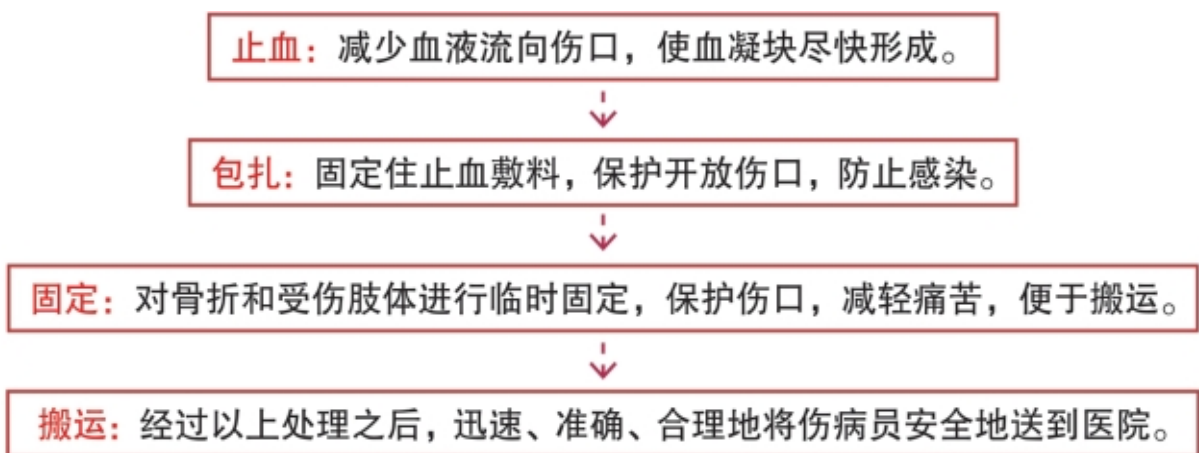 止血：减少血液流向伤口，使血凝块尽快形成。
包扎：固定住止血敷料，保护开放伤口，防止感染。
固定：对骨折和受伤肢体进行临时固定，保护伤口，减轻痛苦，便于搬运。
搬运：经过以上处理之后，迅速、准确、合理地将伤病员安全地送到医院。